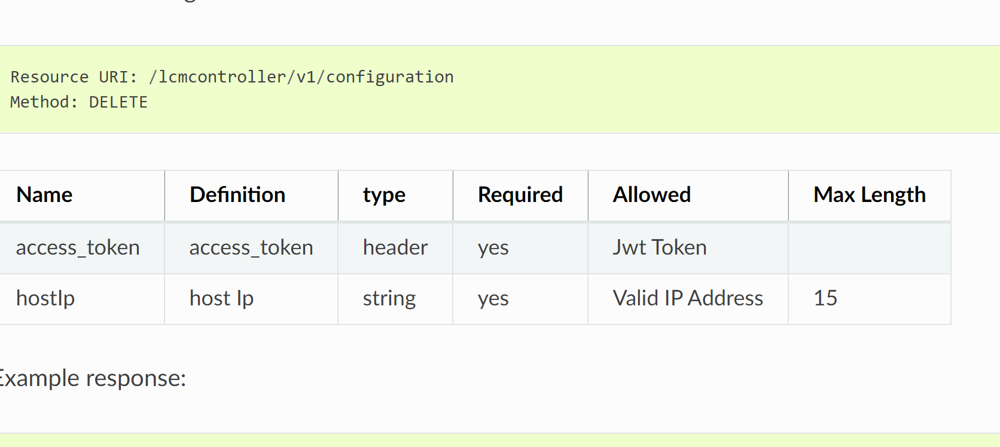 Resource URI: /lcmcontroller/v1/configuration
Method: DELETE
Name Definition type Required Allowed Max Length
access_token access_token header yes Jwt Token
hostIp host Ip string yes Valid IP Address 15
Example response: